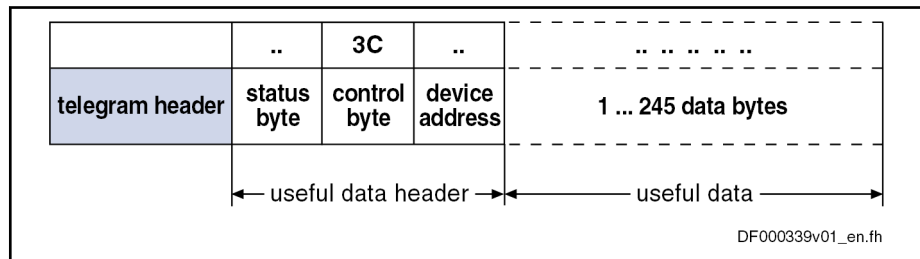 .. 3C .. .. .. .. .. ..
telegram header status byte control byte device address 1 ... 245 data bytes
useful data header useful data
DF000339v01_en.fh